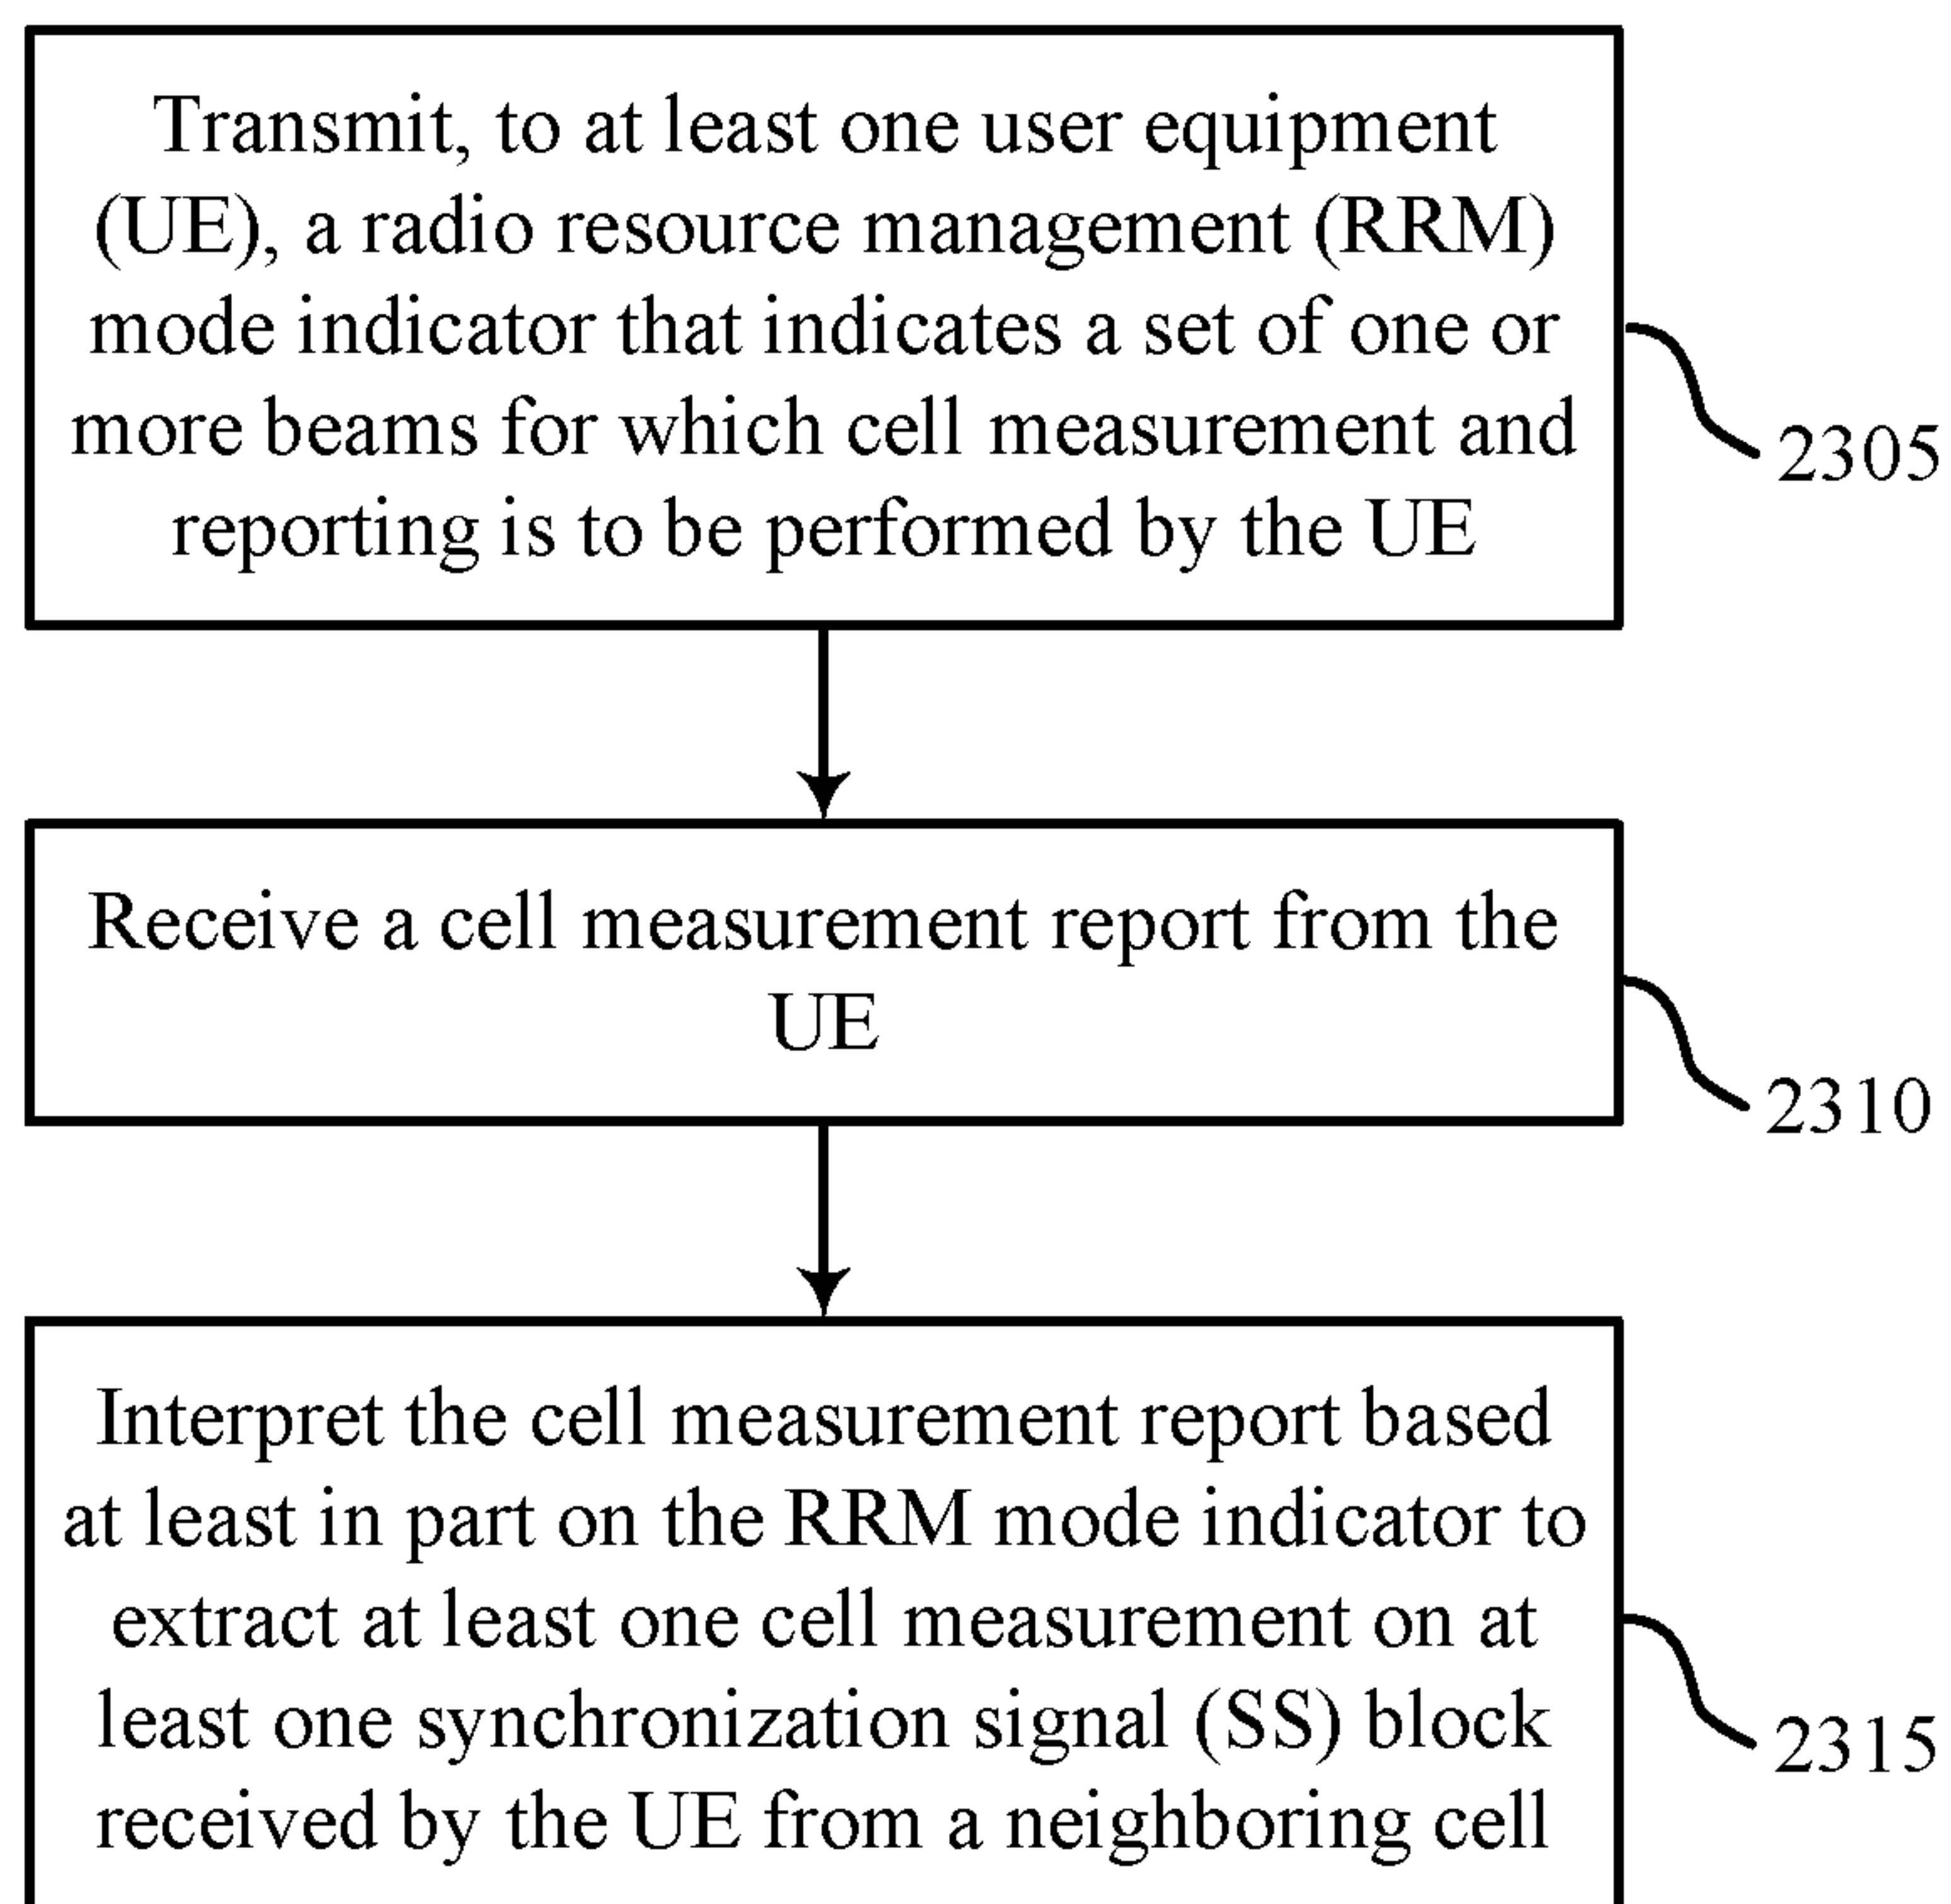 Transmit, to at least one user equipment
(UE), a radio resource management (RRM)
mode indicator that indicates a set of one or
more beams for which cell measurement and
reporting is to be performed by the UE
2305
Receive a cell measurement report from the
UE
2310
Interpret the cell measurement report based
at least in part on the RRM mode indicator to
extract at least one cell measurement on at
least one synchronization signal (SS) block
received by the UE from a neighboring cell
2315